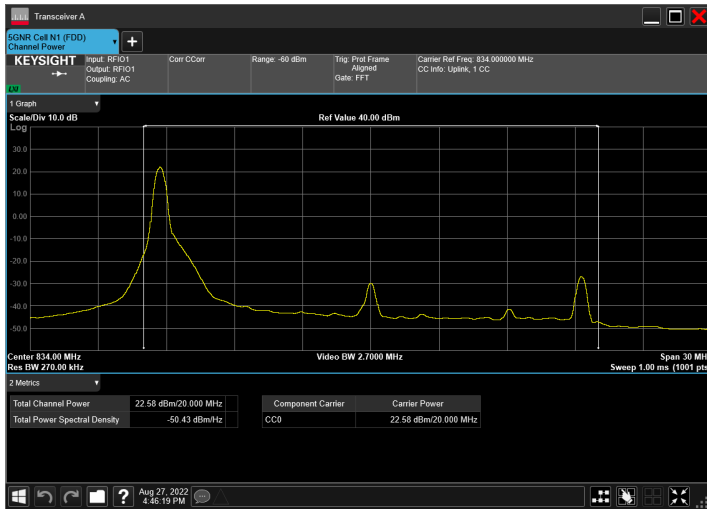 Transceiver A
5GNR Cell N1 (FDD)
Channel Power
KEYSIGHT
LXI
Input: RFIO1
Output: RFIO1
Coupling: AC
Corr CCorr
Range: -60 dBm
Trig: Prot Frame
Aligned
Gate: FFT
Carrier Ref Freq: 834.000000 MHz
CC Info: Uplink, 1 CC
1 Graph
Scale/Div 10.0 dB
Ref Value 40.00 dBm
Log
30.0
20.0
10.0
0.00
-10.0
-20.0
-30.0
-40.0
-50.0
Center 834.00 MHz
Video BW 2.7000 MHz
Span 30 MH
Res BW 270.00 kHz
Sweep 1.00 ms (1001 pts
2 Metrics
Total Channel Power 22.58 dBm/20.000 MHz
Total Power Spectral Density -50.43 dBm/Hz
Component Carrier Carrier Power
CC0 22.58 dBm/20.000 MHz
?
Aug 27, 2022
4:46:19 PM